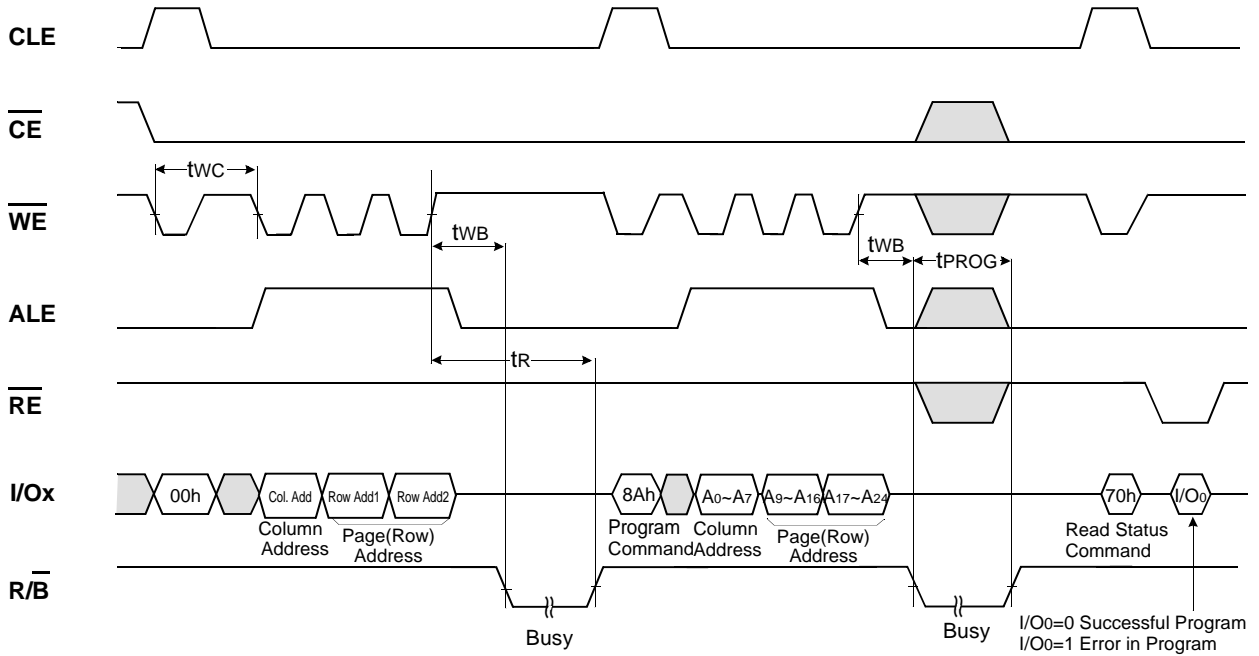 CLE
CE
tWC
WE
tWB
tWB
tPROG
ALE
tR
RE
I/Ox
00h
Col. Add
Row Add1
Row Add2
8Ah
A0~A7
A9~A16
A17~A24
70h
I/O0
Column
Address
Page(Row)
Address
Program
Command
Column
Address
Page(Row)
Address
Read Status
Command
R/B
Busy
Busy
I/O0=0 Successful Program
I/O0=1 Error in Program